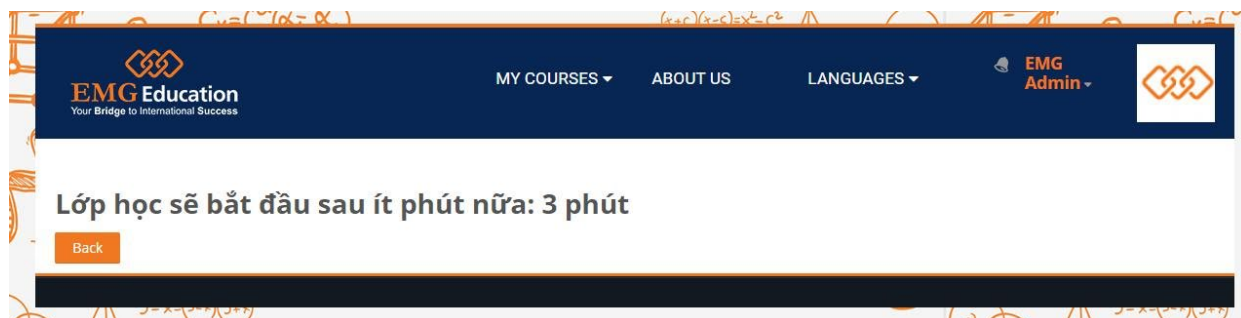 EMG Education
Your Bridge to International Success
MY COURSES
ABOUT US
LANGUAGES
EMG
Admin
Lớp học sẽ bắt đầu sau ít phút nữa: 3 phút
Back